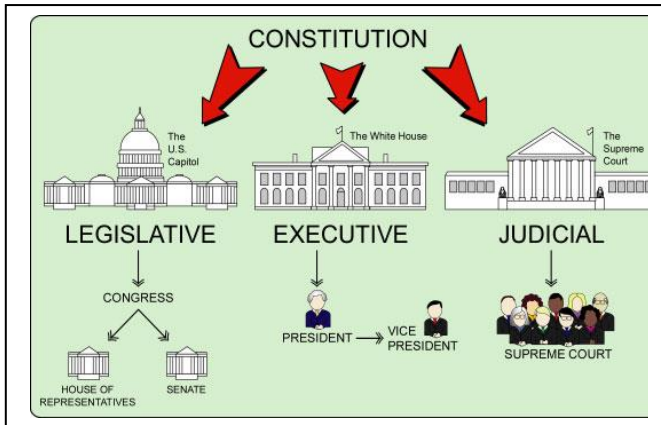 CONSTITUTION
The
U.S.
Capitol
The White House
The
Supreme
Court
LEGISLATIVE
EXECUTIVE
JUDICIAL
CONGRESS
HOUSE OF
REPRESENTATIVES
SENATE
PRESIDENT
VICE
PRESIDENT
SUPREME COURT